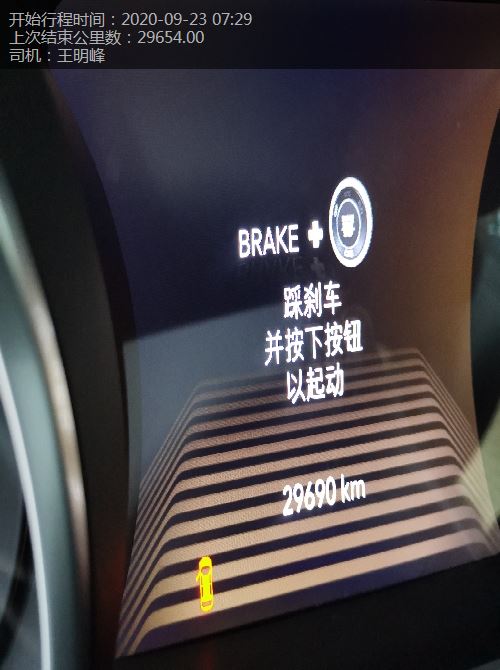 开始行程时间：2020-09-23 07:29
上次结束公里数：29654.00
司机：王明峰
BRAKE +
踩刹车
并按下按钮
以起动
29690 km